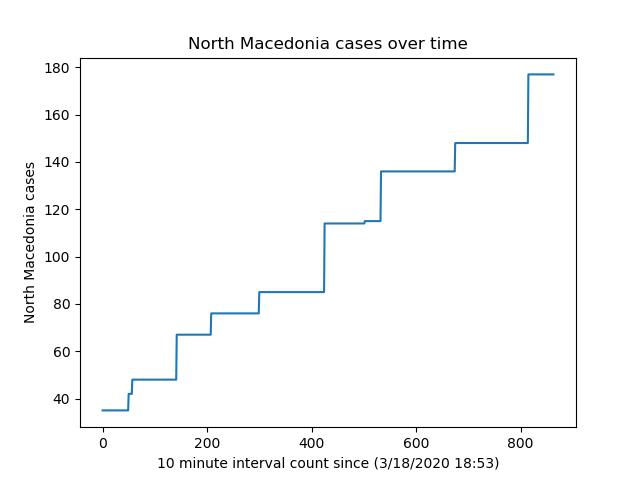 North Macedonia cases over time
180
160
140
120
100
80
60
40
North Macedonia cases
0 200 400 600 800
10 minute interval count since (3/18/2020 18:53)